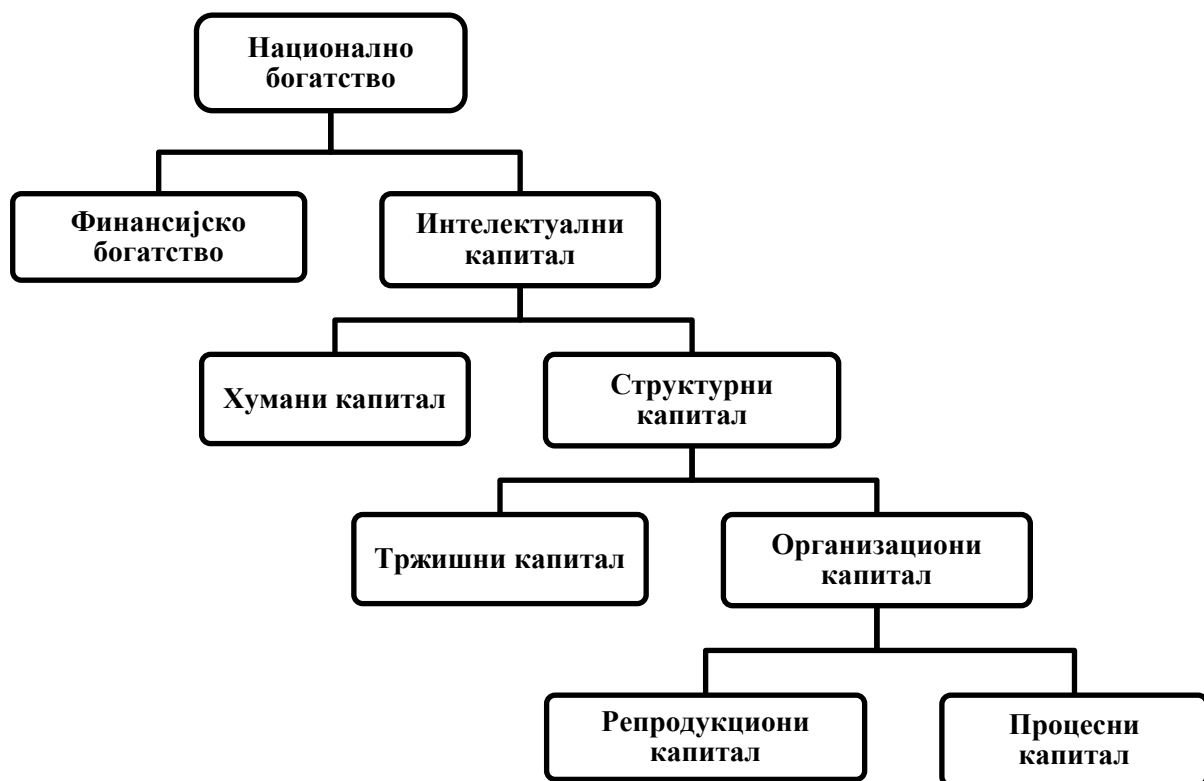 Национално
богатство
Финансијско
богатство
Интелектуални
капитал
Хумани капитал
Структурни
капитал
Тржишни капитал
Организациони
капитал
Репродукциони
капитал
Процесни
капитал